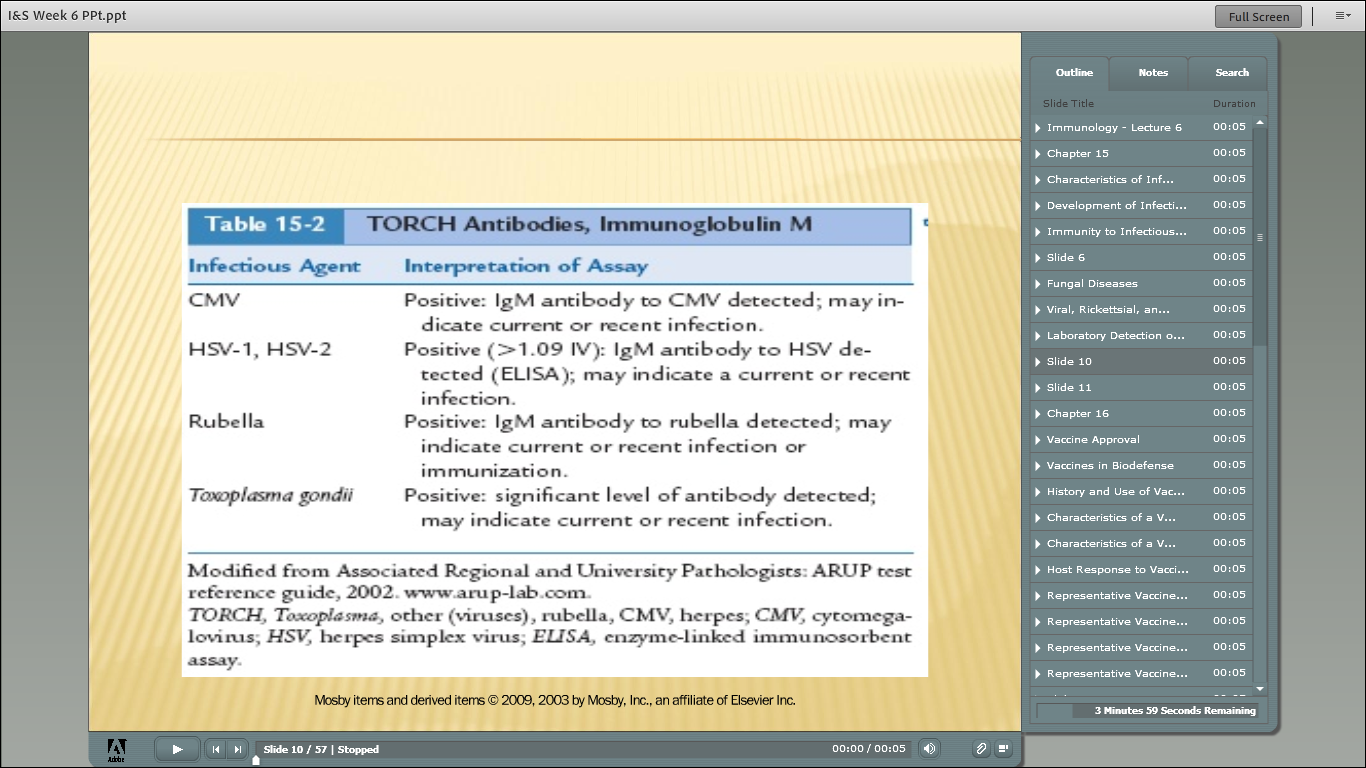 I&S Week 6 PPt.ppt
Full Screen
Table 15-2 TORCH Antibodies, Immunoglobulin M
Infectious Agent Interpretation of Assay
CMV Positive: IgM antibody to CMV detected; may in-
dicate current or recent infection.
HSV-1, HSV-2 Positive (>1.09 IV): IgM antibody to HSV de-
tected (ELISA); may indicate a current or recent
infection.
Rubella Positive: IgM antibody to rubella detected; may
indicate current or recent infection or
immunization.
Toxoplasma gondii Positive: significant level of antibody detected;
may indicate current or recent infection.
Modified from Associated Regional and University Pathologists: ARUP test
reference guide, 2002. www.arup-lab.com.
TORCH, Toxoplasma, other (viruses), rubella, CMV, herpes; CMV, cytomega-
lovirus; HSV, herpes simplex virus; ELISA, enzyme-linked immunosorbent
assay.
Mosby items and derived items © 2009, 2003 by Mosby, Inc., an affiliate of Elsevier Inc.
Adobe
Slide 10 / 57 | Stopped
00:00 / 00:05
Outline Notes Search
Slide Title Duration
Immunology - Lecture 6 00:05
Chapter 15 00:05
Characteristics of Inf... 00:05
Development of Infecti... 00:05
Immunity to Infectious... 00:05
Slide 6 00:05
Fungal Diseases 00:05
Viral, Rickettsial, an... 00:05
Laboratory Detection o... 00:05
Slide 10 00:05
Slide 11 00:05
Chapter 16 00:05
Vaccine Approval 00:05
Vaccines in Biodefense 00:05
History and Use of Vac... 00:05
Characteristics of a V... 00:05
Characteristics of a V... 00:05
Host Response to Vacci... 00:05
Representative Vaccine... 00:05
Representative Vaccine... 00:05
Representative Vaccine... 00:05
Representative Vaccine... 00:05
3 Minutes 59 Seconds Remaining